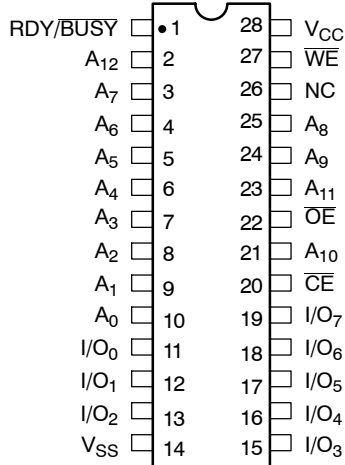 RDY/BUSY •1 28 VCC
A12 2 27 WE
A7 3 26 NC
A6 4 25 A8
A5 5 24 A9
A4 6 23 A11
A3 7 22 OE
A2 8 21 A10
A1 9 20 CE
A0 10 19 I/O7
I/O0 11 18 I/O6
I/O1 12 17 I/O5
I/O2 13 16 I/O4
VSS 14 15 I/O3